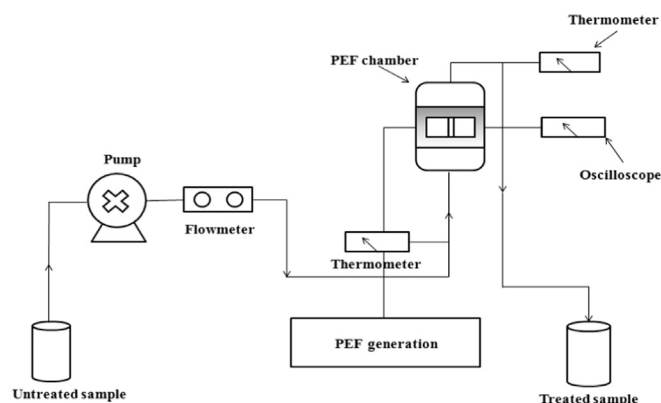 Thermometer
PEF chamber
Oscilloscope
Pump
Flowmeter
Thermometer
PEF generation
Untreated sample
Treated sample